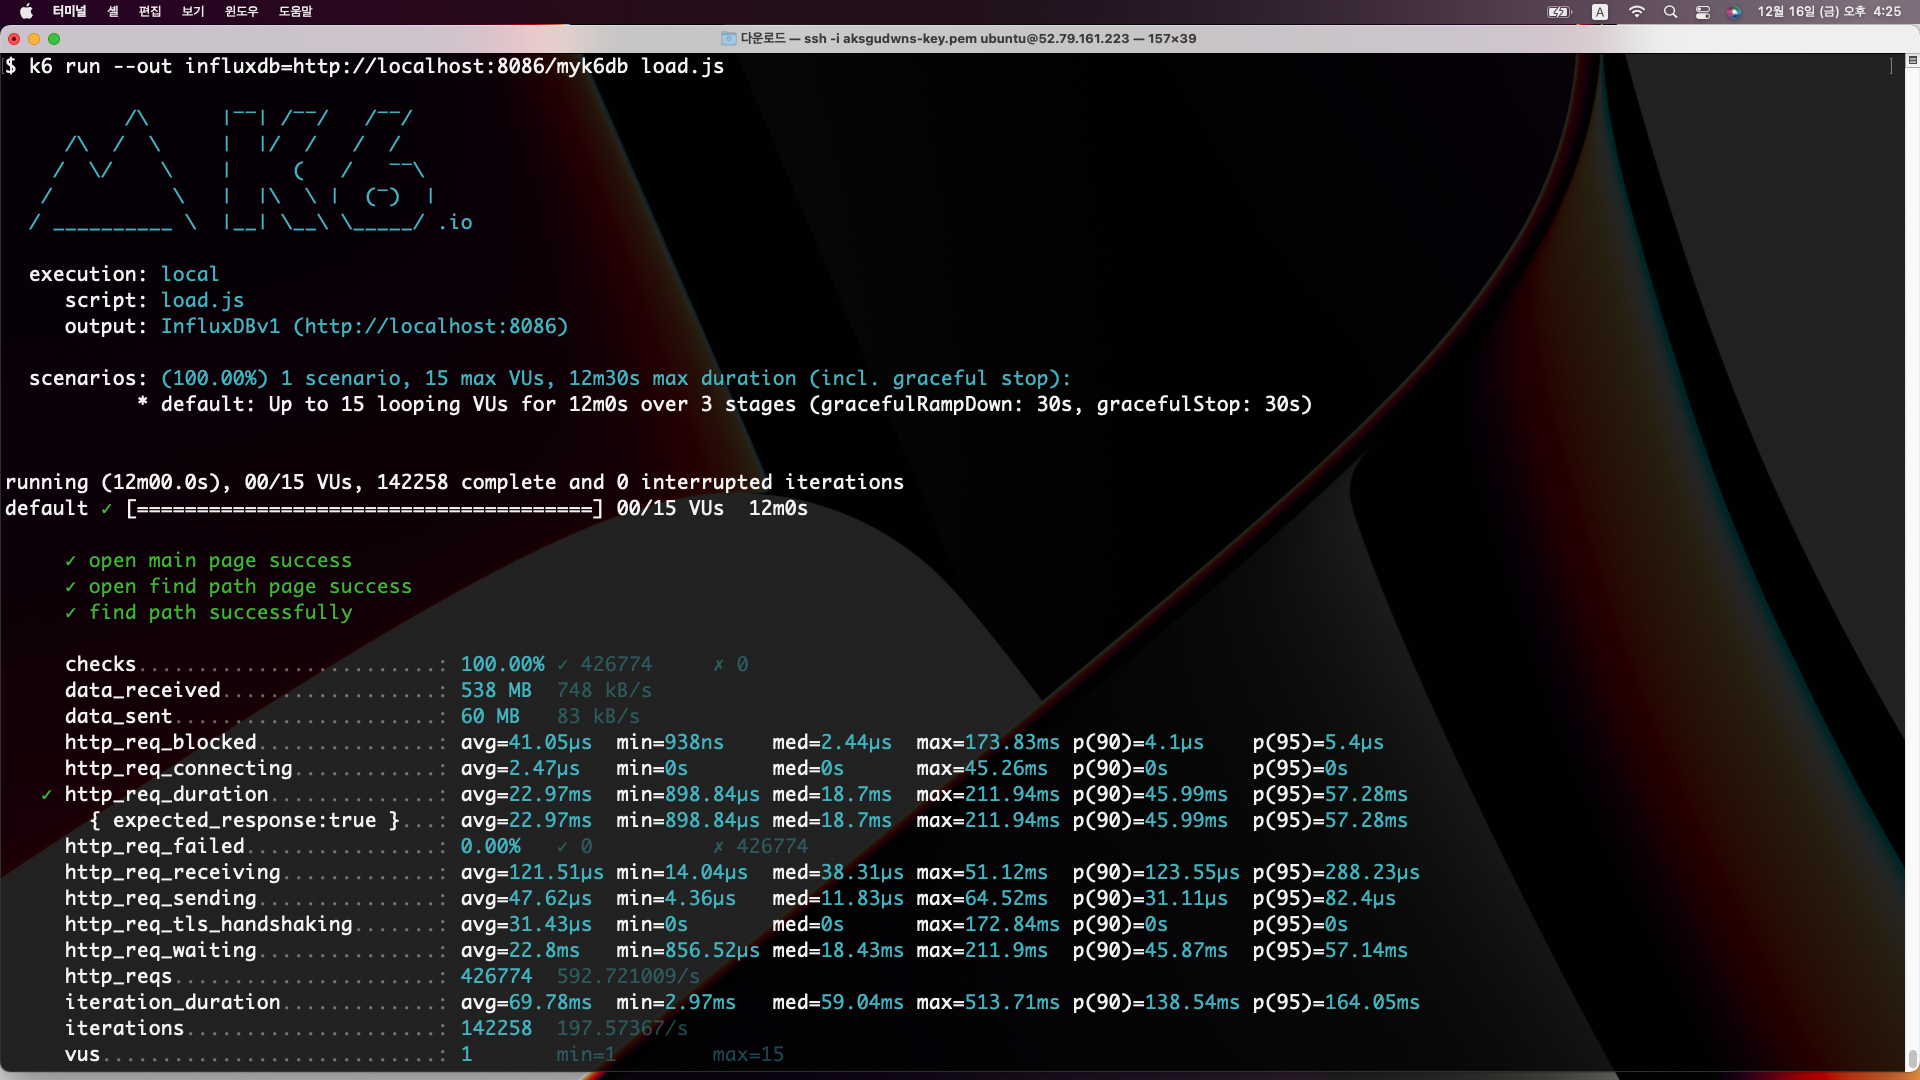 터미널 셸 편집 보기 윈도우 도움말 A 12월 16일 (금) 오후 4:25
다운로드 — ssh -i aksgudwns-key.pem ubuntu@52.79.161.223 — 157×39
$ k6 run --out influxdb=http://localhost:8086/myk6db load.js
          /\      |‾‾| /‾‾/   /‾‾/
     /\  /  \     |  |/  /   /  /
    /  \/    \    |     (   /   ‾‾\
   /          \   |  |\  \ |  (‾)  |
  / __________ \  |__| \__\ \_____/ .io
execution: local
script: load.js
output: InfluxDBv1 (http://localhost:8086)
scenarios: (100.00%) 1 scenario, 15 max VUs, 12m30s max duration (incl. graceful stop):
* default: Up to 15 looping VUs for 12m0s over 3 stages (gracefulRampDown: 30s, gracefulStop: 30s)
running (12m00.0s), 00/15 VUs, 142258 complete and 0 interrupted iterations
default ✓ [======================================] 00/15 VUs  12m0s
✓ open main page success
✓ open find path page success
✓ find path successfully
checks.........................: 100.00% ✓ 426774     ✗ 0
data_received..................: 538 MB  748 kB/s
data_sent......................: 60 MB   83 kB/s
http_req_blocked...............: avg=41.05µs  min=938ns    med=2.44µs  max=173.83ms p(90)=4.1µs    p(95)=5.4µs
http_req_connecting............: avg=2.47µs   min=0s       med=0s      max=45.26ms  p(90)=0s       p(95)=0s
✓ http_req_duration..............: avg=22.97ms  min=898.84µs med=18.7ms  max=211.94ms p(90)=45.99ms  p(95)=57.28ms
{ expected_response:true }...: avg=22.97ms  min=898.84µs med=18.7ms  max=211.94ms p(90)=45.99ms  p(95)=57.28ms
http_req_failed................: 0.00%   ✓ 0          ✗ 426774
http_req_receiving.............: avg=121.51µs min=14.04µs  med=38.31µs max=51.12ms  p(90)=123.55µs p(95)=288.23µs
http_req_sending...............: avg=47.62µs  min=4.36µs   med=11.83µs max=64.52ms  p(90)=31.11µs  p(95)=82.4µs
http_req_tls_handshaking.......: avg=31.43µs  min=0s       med=0s      max=172.84ms p(90)=0s       p(95)=0s
http_req_waiting...............: avg=22.8ms   min=856.52µs med=18.43ms max=211.9ms  p(90)=45.87ms  p(95)=57.14ms
http_reqs......................: 426774  592.721009/s
iteration_duration.............: avg=69.78ms  min=2.97ms   med=59.04ms max=513.71ms p(90)=138.54ms p(95)=164.05ms
iterations.....................: 142258  197.57367/s
vus............................: 1       min=1        max=15